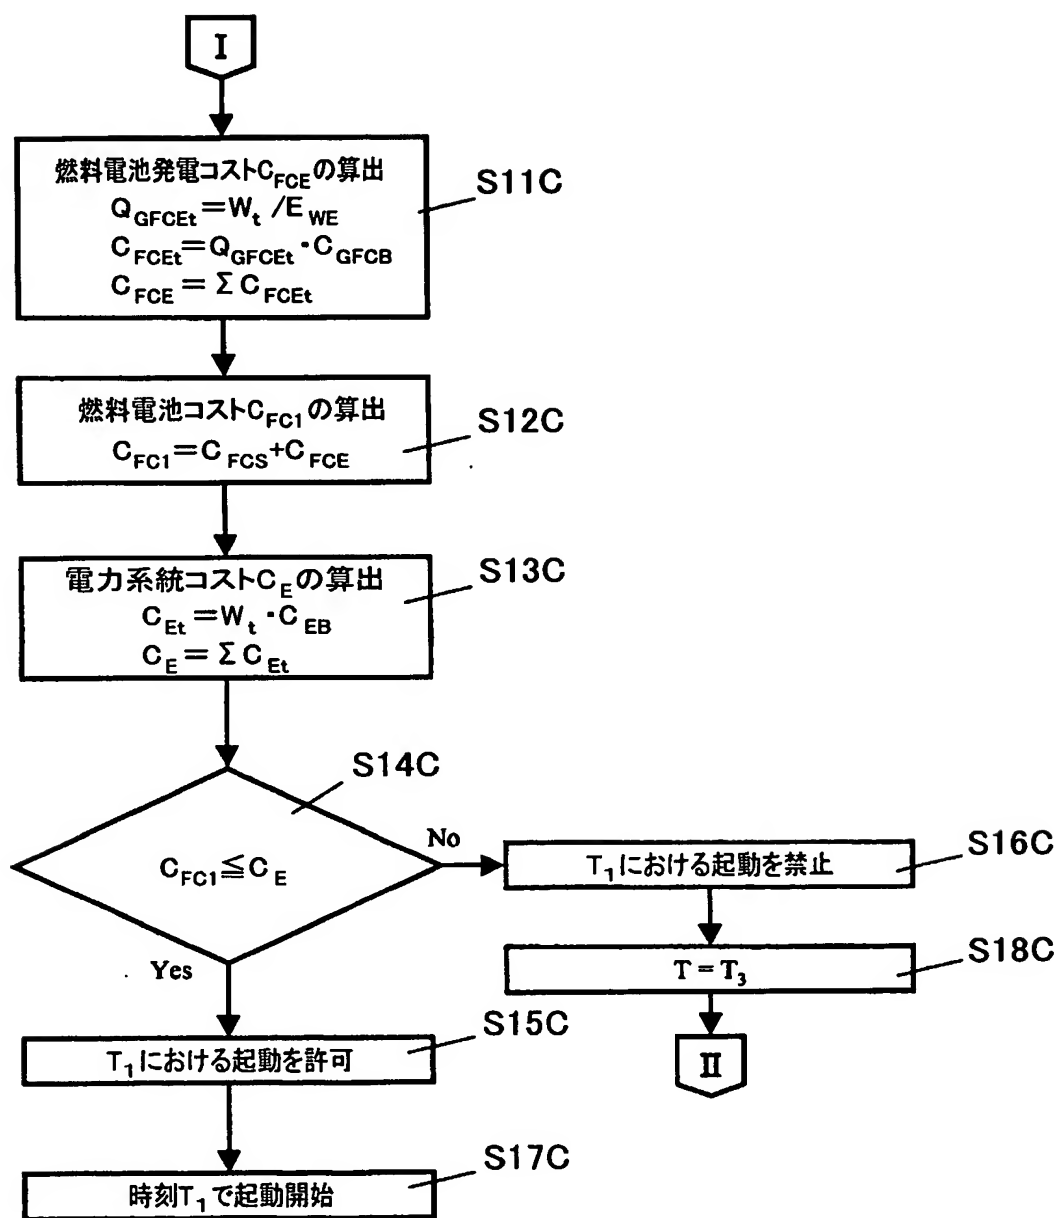 I
燃料電池発電コストC_FCEの算出
Q_GFCEt=W_t/E_WE
C_FCEt=Q_GFCEt・C_GFCB
C_FCE=ΣC_FCEt
S11C
燃料電池コストC_FC1の算出
C_FC1=C_FCS+C_FCE
S12C
電力系統コストC_Eの算出
C_Et=W_t・C_EB
C_E=ΣC_Et
S13C
S14C
C_FC1≦C_E
No
Yes
T_1における起動を禁止
S16C
T=T_3
S18C
II
T_1における起動を許可
S15C
時刻T_1で起動開始
S17C